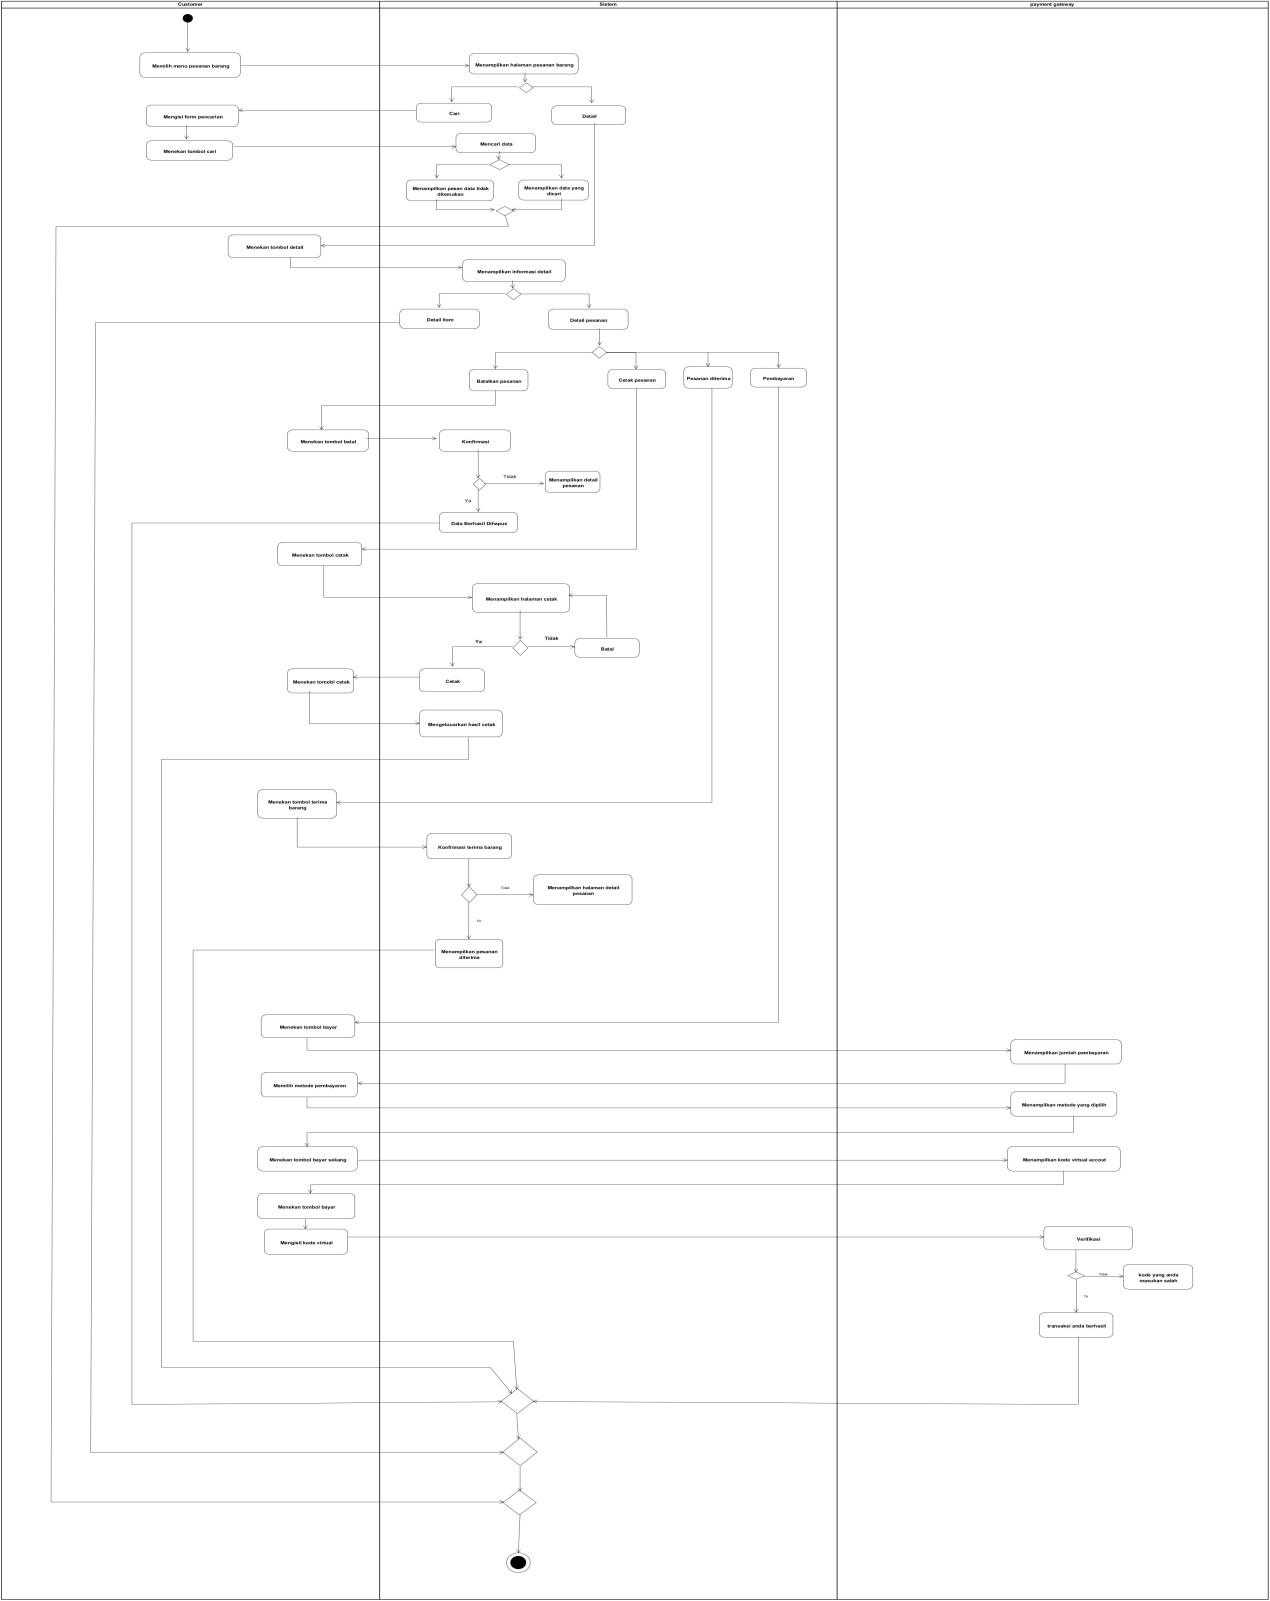 Customer
Sistem
payment gateway
Memilih menu pesanan barang
Menampilkan halaman pesanan barang
Cari
Detail
Mengisi form pencarian
Menekan tombol cari
Mencari data
Menampilkan pesan data tidak
ditemukan
Menampilkan data yang
dicari
Menekan tombol detail
Menampilkan informasi detail
Detail item
Detail pesanan
Batalkan pesanan
Cetak pesanan
Pesanan diterima
Pembayaran
Menekan tombol batal
Konfirmasi
Tidak
Menampilkan detail
pesanan
Ya
Data Berhasil Dihapus
Menekan tombol cetak
Menampilkan halaman cetak
Ya
Tidak
Batal
Menekan tomobl cetak
Cetak
Mengeluuarkan hasil cetak
Menekan tombol terima
barang
Konfrimasi terima barang
Tidak
Menampilkan halaman detail
pesanan
Ya
Menampilkan pesanan
diterima
Menekan tombol bayar
Menampilkan jumlah pembayaran
Memilih metode pembayaran
Menampilkan metode yang dipilih
Menekan tombol bayar sekang
Menampilkan kode virtual accout
Menekan tombol bayar
Mengisil kode virtual
Verifikasi
Tidak
kode yang anda
masukan salah
Ya
transaksi anda berhasil